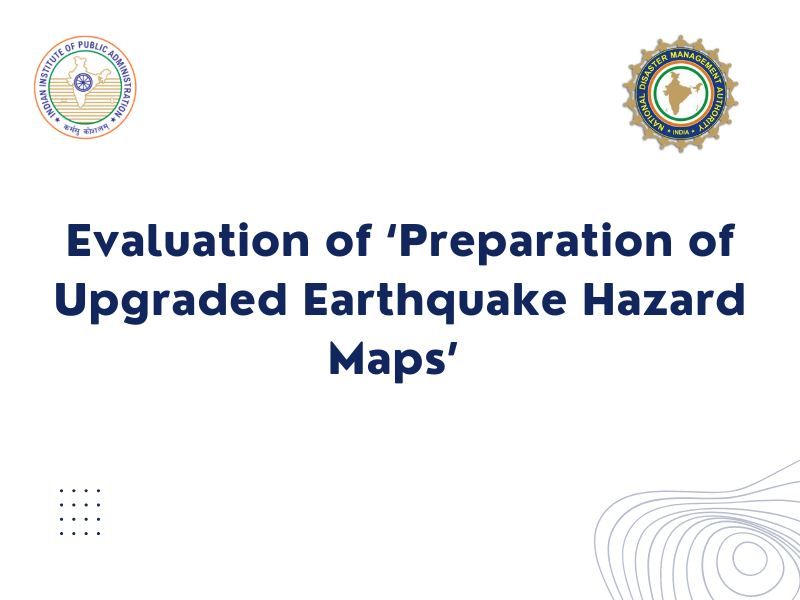 INDIAN INSTITUTE OF PUBLIC ADMINISTRATION
कर्मसु कौशलम्
NATIONAL DISASTER MANAGEMENT AUTHORITY
INDIA
Evaluation of ‘Preparation of
Upgraded Earthquake Hazard
Maps’